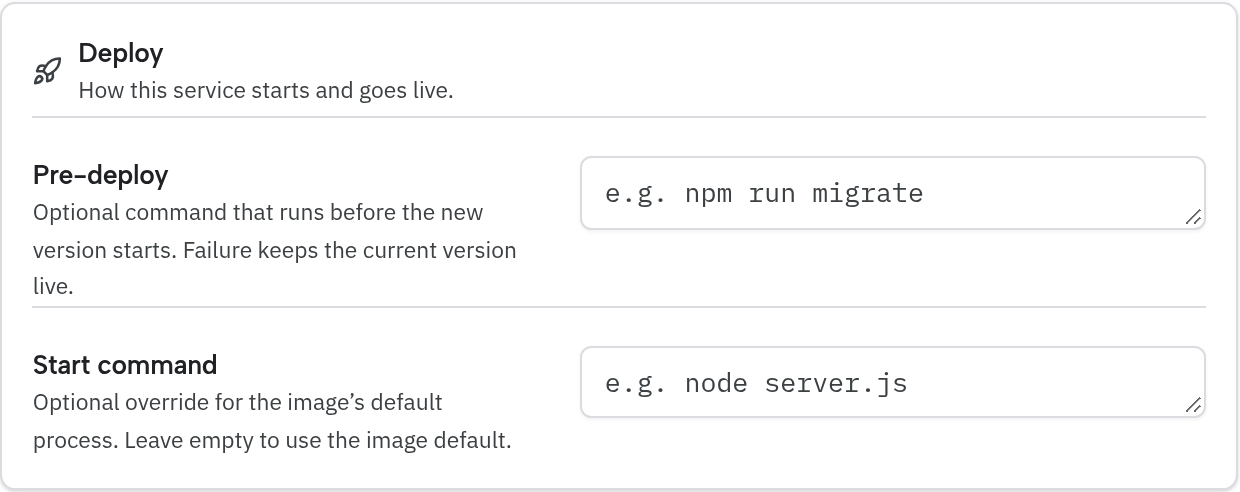 Deploy
How this service starts and goes live.
Pre-deploy
Optional command that runs before the new
version starts. Failure keeps the current version
live.
e.g. npm run migrate
Start command
Optional override for the image’s default
process. Leave empty to use the image default.
e.g. node server.js